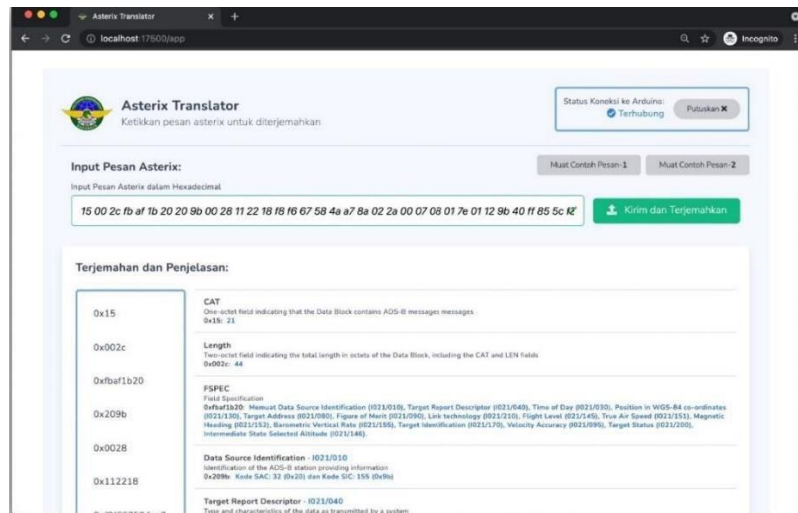 Asterix Translator
localhost:17500/app
Incognito
Asterix Translator
Ketikkan pesan asterix untuk diterjemahkan
Status Koneksi ke Arduino:
Terhubung
Putuskan ✖
Input Pesan Asterix:
Muat Contoh Pesan-1
Muat Contoh Pesan-2
Input Pesan Asterix dalam Hexadecimal
15 00 2c fb af 1b 20 20 9b 00 28 11 22 18 f8 f6 67 58 4a a7 8a 02 2a 00 07 08 01 7e 01 12 9b 40 ff 85 5c
Kirim dan Terjemahkan
Terjemahan dan Penjelasan:
0x15
CAT
One-octet field indicating that the Data Block contains ADS-B messages messages
0x15: 21
0x002c
Length
Two-octet field indicating the total length in octets of the Data Block, including the CAT and LEN fields
0x002c: 44
0xfbaf1b20
FSPEC
Field Specification
0xfbaf1b20: Memuat Data Source Identification (I021/010), Target Report Descriptor (I021/040), Time of Day (I021/030), Position in WGS-84 co-ordinates
(I021/130), Target Address (I021/080), Figure of Merit (I021/090), Link technology (I021/210), Flight Level (I021/145), True Air Speed (I021/151), Magnetic
Heading (I021/152), Barometric Vertical Rate (I021/155), Target Identification (I021/170), Velocity Accuracy (I021/095), Target Status (I021/200),
Intermediate State Selected Altitude (I021/146).
0x209b
0x0028
Data Source Identification - I021/010
Identification of the ADS-B station providing information
0x209b: Kode SAC: 32 (0x20) dan Kode SIC: 155 (0x9b)
0x112218
Target Report Descriptor - I021/040
Type and characteristics of the data as transmitted by a system